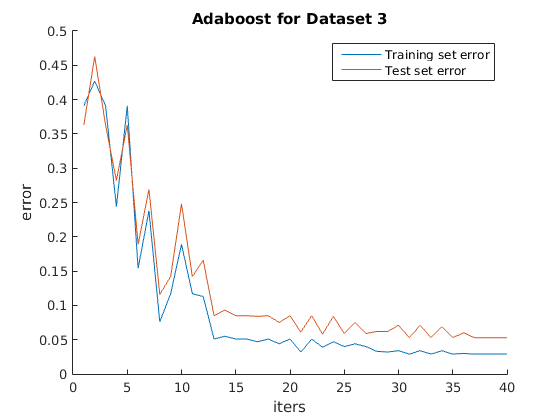 Adaboost for Dataset 3
0.5
0.45
0.4
0.35
0.3
0.25
0.2
0.15
0.1
0.05
0
error
Training set error
Test set error
0 5 10 15 20 25 30 35 40
iters